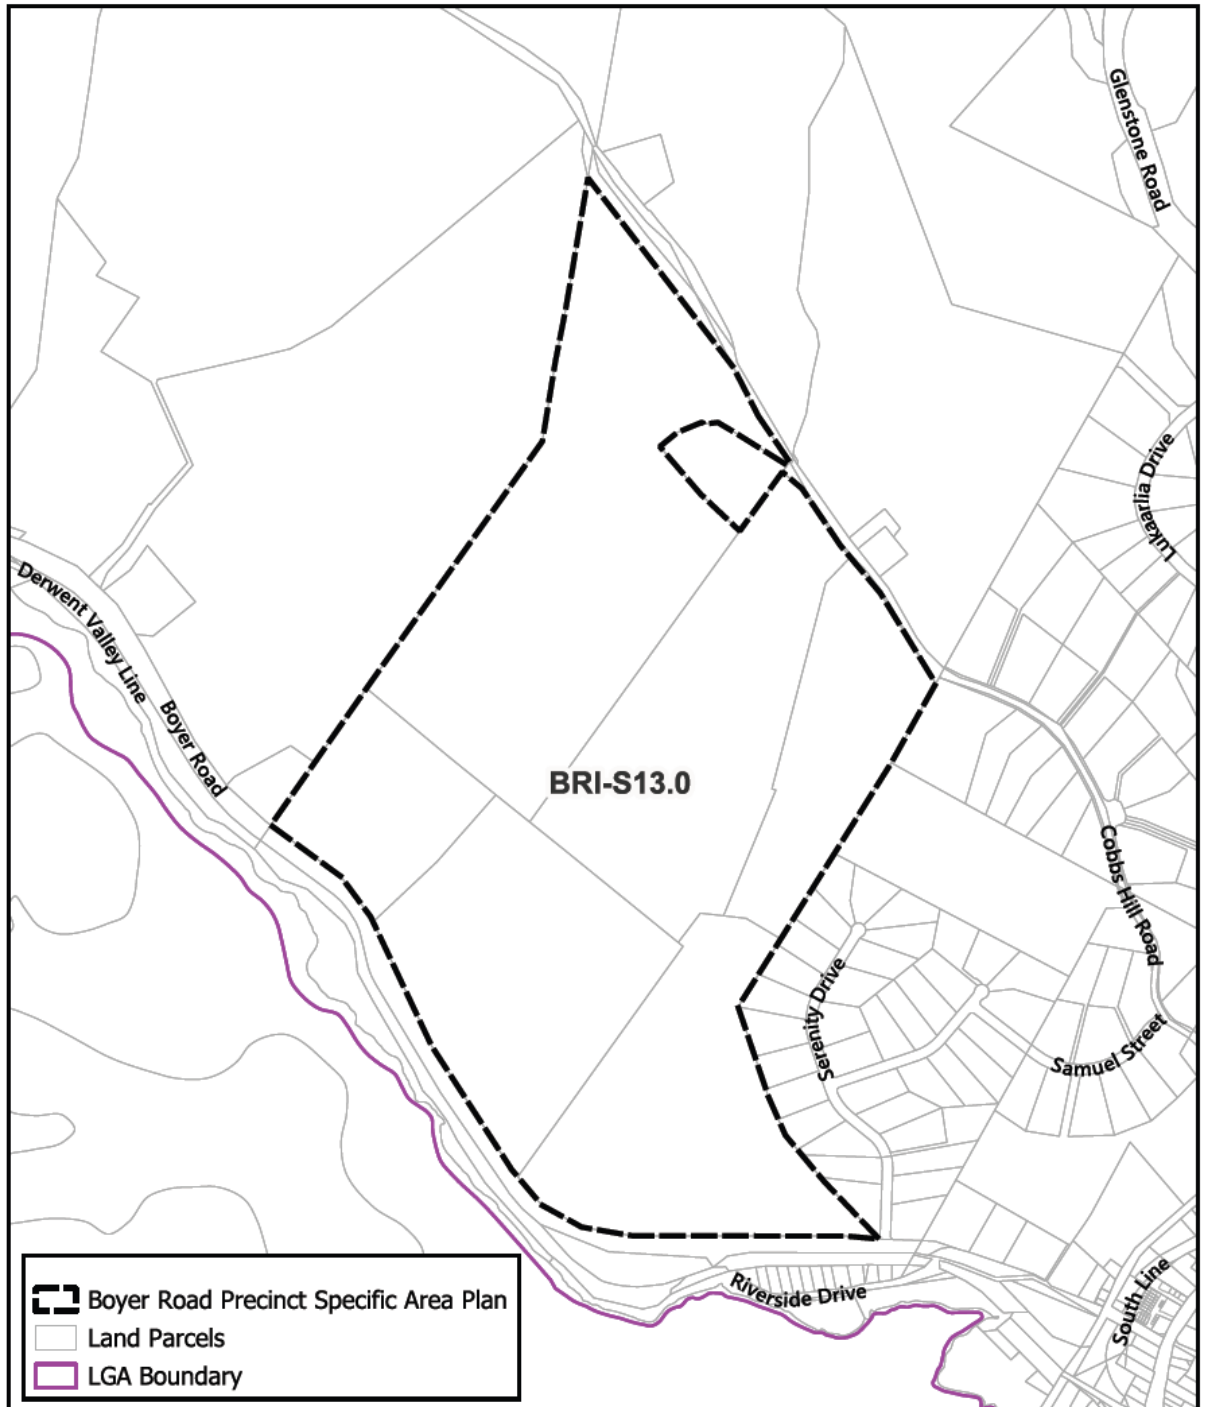 Glenstone Road
Lukaarlia Drive
Derwent Valley Line
Boyer Road
BRI-S13.0
Cobbs Hill Road
Serenity Drive
Samuel Street
Riverside Drive
South Line
Boyer Road Precinct Specific Area Plan
Land Parcels
LGA Boundary